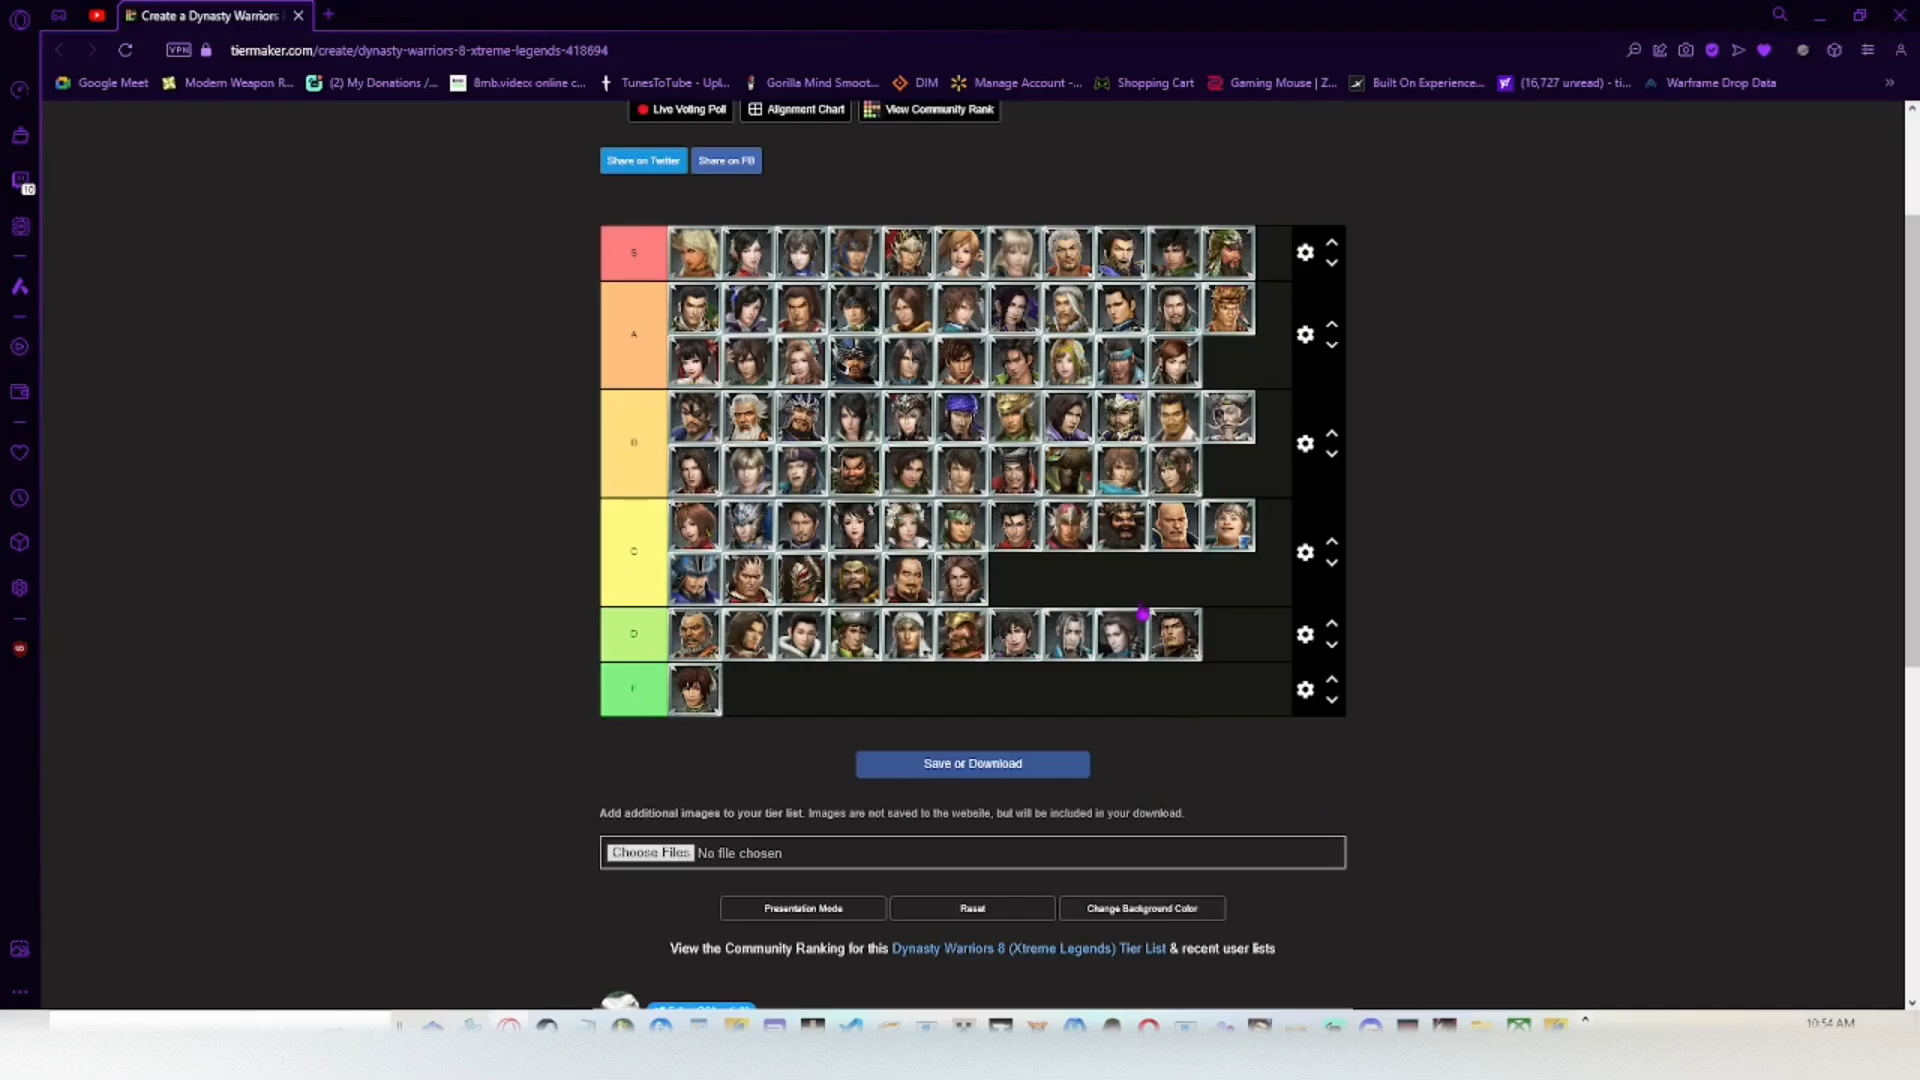 Create a Dynasty Warriors
VPN
tiermaker.com/create/dynasty-warriors-8-xtreme-legends-418694
Google Meet
Modern Weapon R...
(2) My Donations /...
8mb.video: online c...
TunesToTube - Upl...
Gorilla Mind Smoot...
DIM
Manage Account -...
Shopping Cart
Gaming Mouse | Z...
Built On Experience...
(16,727 unread) - ti...
Warframe Drop Data
»
Live Voting Poll
Alignment Chart
View Community Rank
Share on Twitter
Share on FB
10
S
A
B
C
D
F
Save or Download
Add additional images to your tier list. Images are not saved to the website, but will be included in your download.
Choose Files No file chosen
Presentation Mode
Reset
Change Background Color
View the Community Ranking for this Dynasty Warriors 8 (Xtreme Legends) Tier List & recent user lists
10:54 AM